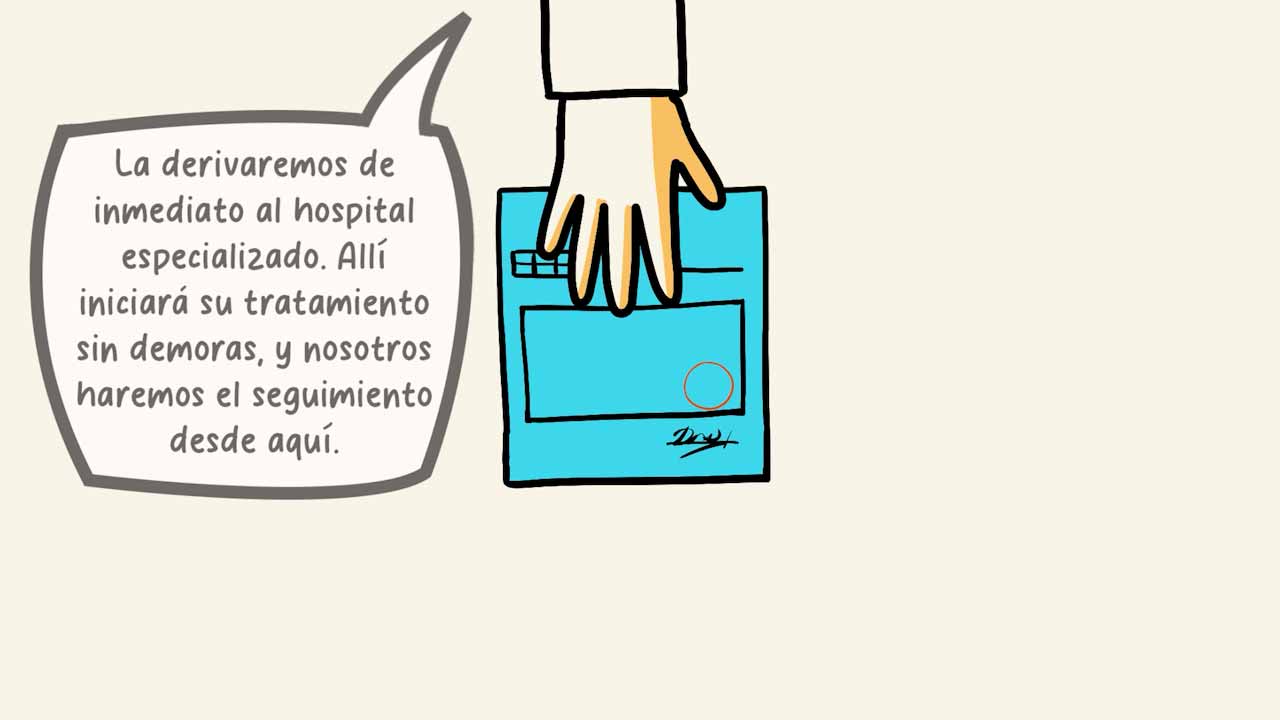 La derivaremos de
inmediato al hospital
especializado. Allí
iniciará su tratamiento
sin demoras, y nosotros
haremos el seguimiento
desde aquí.